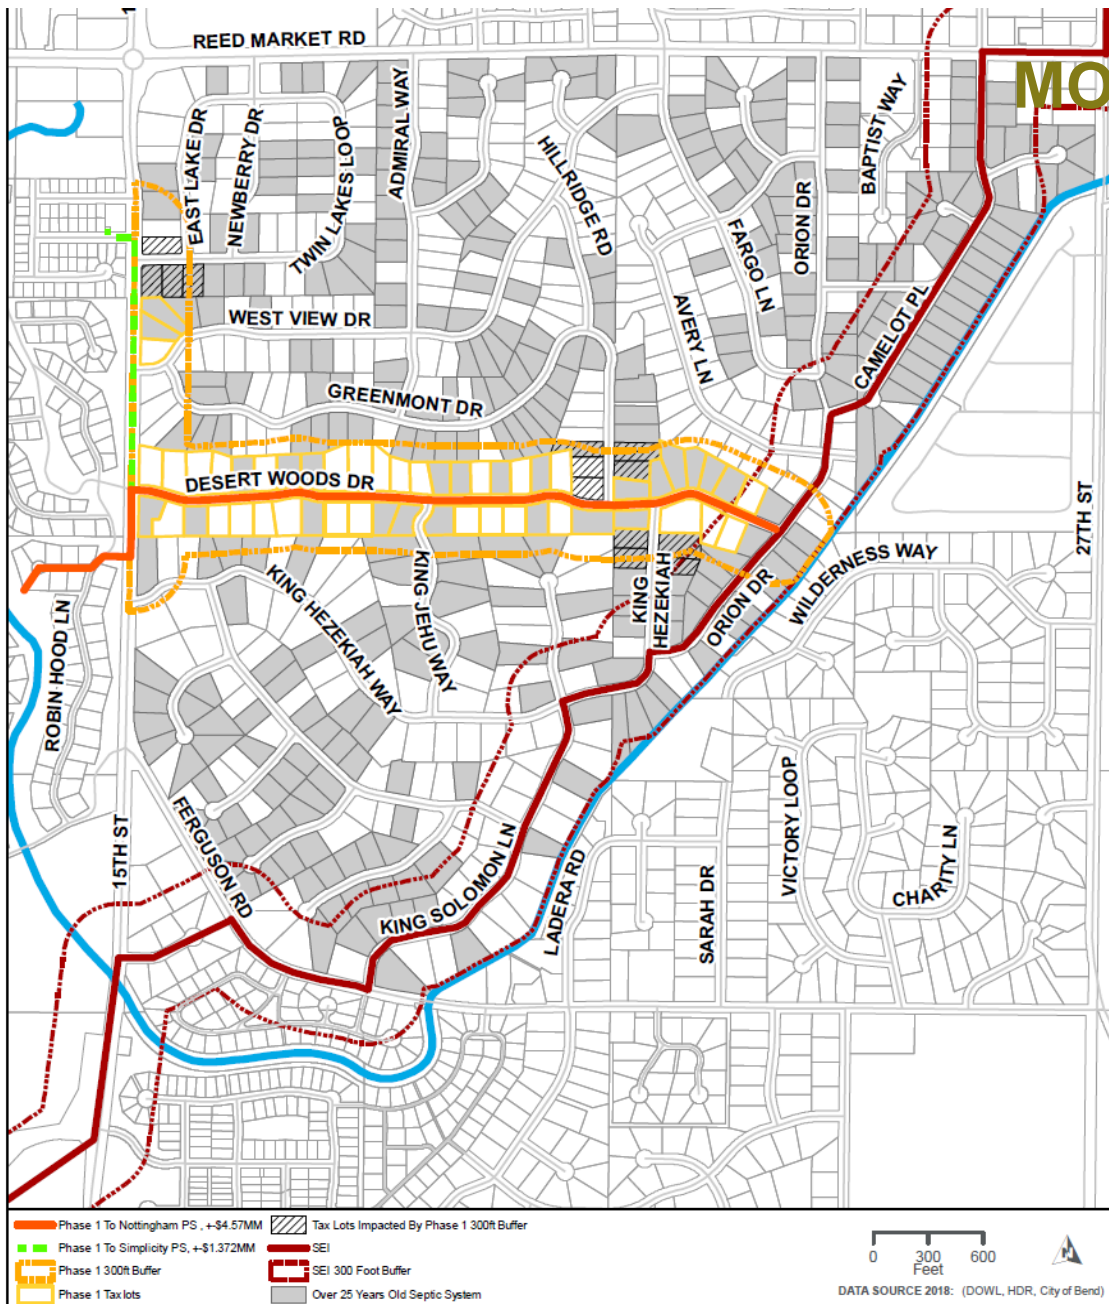 1
REED MARKET RD
MO
EAST LAKE DR
NEWBERRY DR
TWIN LAKES LOOP
ADMIRAL WAY
HILLRIDGE RD
BAPTIST WAY
ORION DR
FARGO LN
AVERY LN
CAMELOT PL
WEST VIEW DR
GREENMONT DR
DESERT WOODS DR
27TH ST
KING HEZEKIAH WAY
KING JEHU WAY
KING
HEZEKIAH
ORION DR
WILDERNESS WAY
ROBIN HOOD LN
15TH ST
FERGUSON RD
KING SOLOMON LN
LADERA RD
SARAH DR
VICTORY LOOP
CHARITY LN
Phase 1 To Nottingham PS , +-$4.57MM
Tax Lots Impacted By Phase 1 300ft Buffer
Phase 1 To Simplicity PS, +-$1.372MM
SEI
Phase 1 300ft Buffer
SEI 300 Foot Buffer
Phase 1 Taxlots
Over 25 Years Old Septic System
0 300 600
Feet
N
DATA SOURCE 2018: (DOWL, HDR, City of Bend)